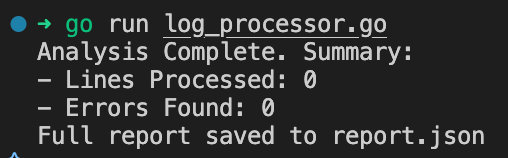 ➜ go run log_processor.go
Analysis Complete. Summary:
- Lines Processed: 0
- Errors Found: 0
Full report saved to report.json